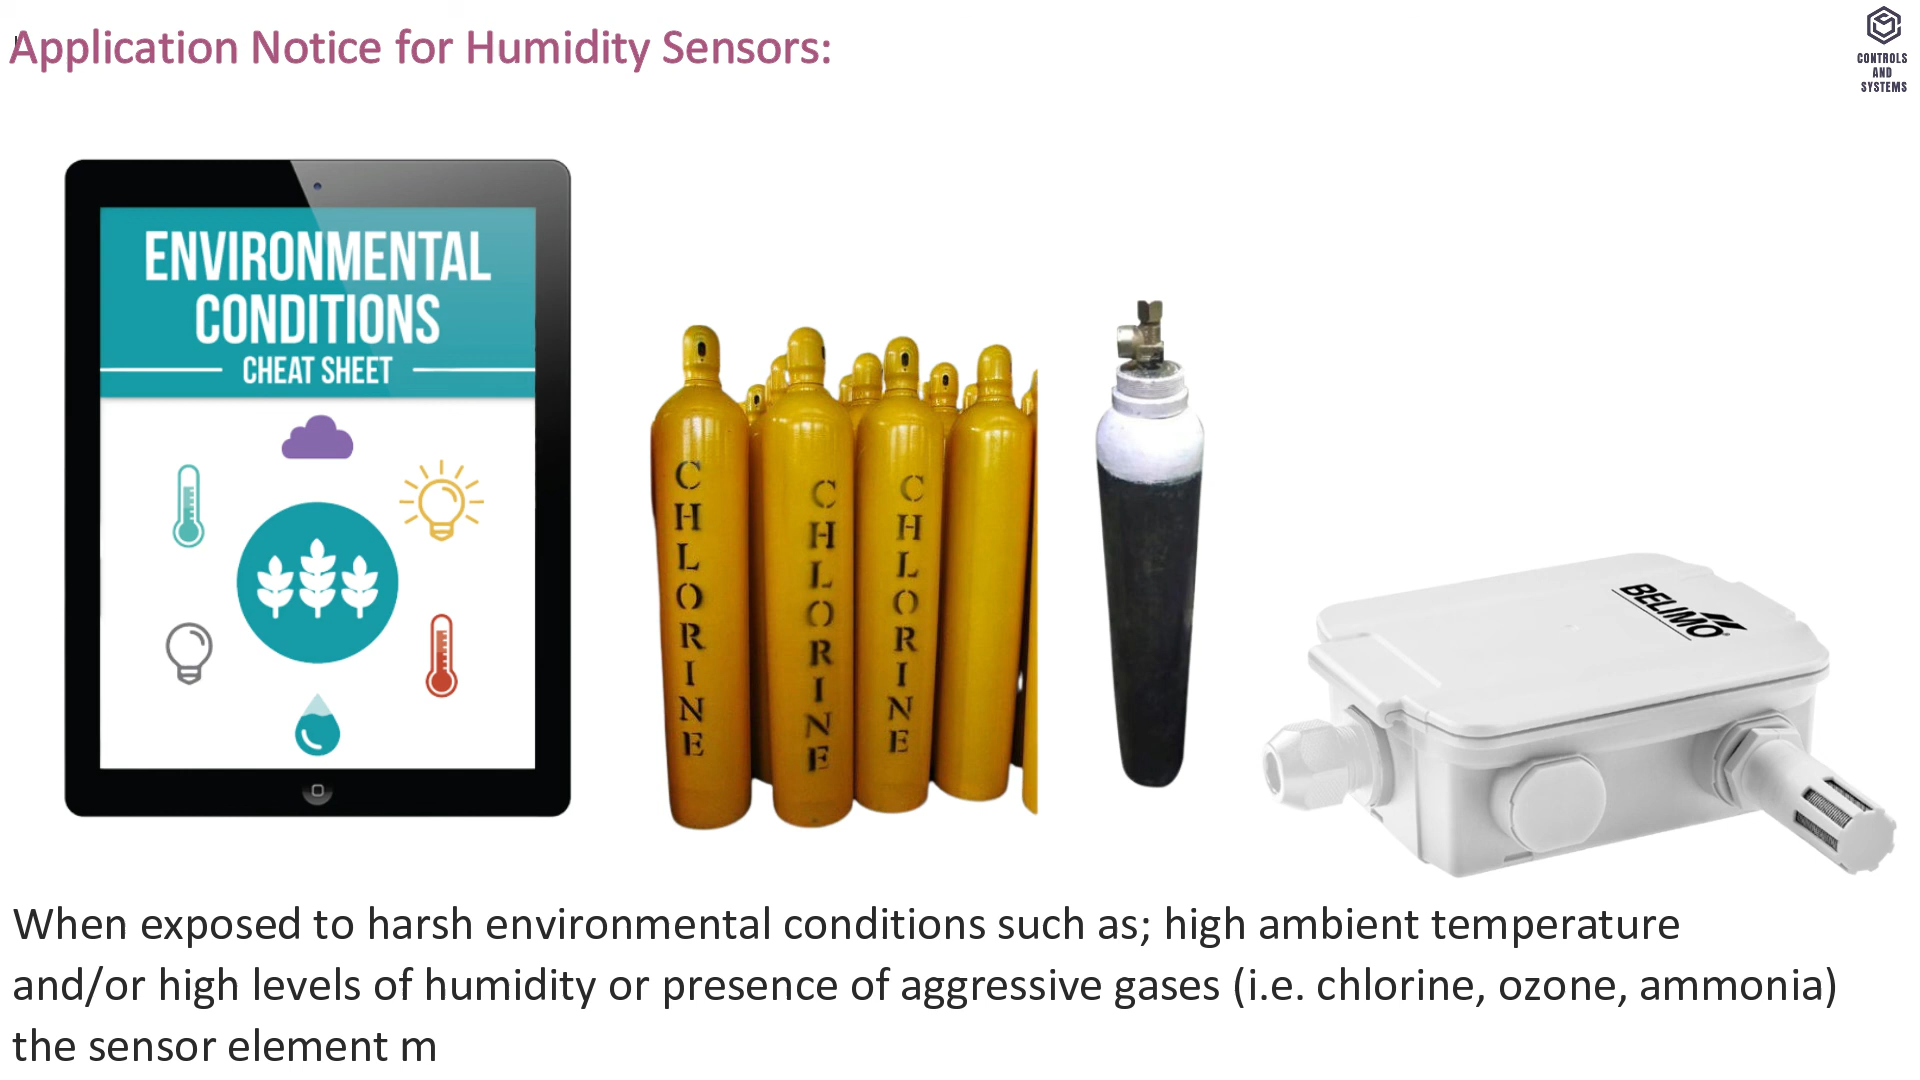 Application Notice for Humidity Sensors:
CONTROLS
AND
SYSTEMS
ENVIRONMENTAL
CONDITIONS
CHEAT SHEET
CHLORINE
CHLORINE
CHLORINE
BELIMO
When exposed to harsh environmental conditions such as; high ambient temperature
and/or high levels of humidity or presence of aggressive gases (i.e. chlorine, ozone, ammonia)
the sensor element m